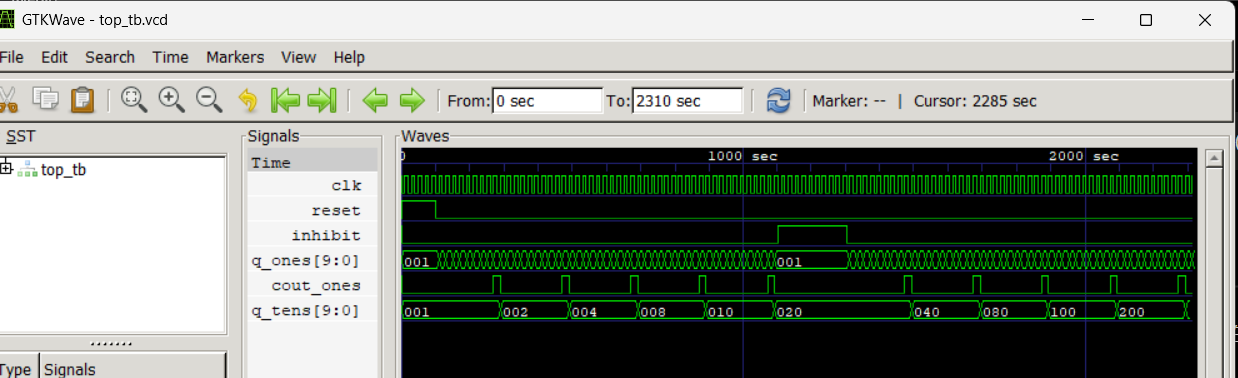 GTKWave - top_tb.vcd
File Edit Search Time Markers View Help
From: 0 sec To: 2310 sec Marker: -- | Cursor: 2285 sec
SST Signals Waves
top_tb
Time 0 1000 sec 2000 sec
clk
reset
inhibit
q_ones[9:0] 001 001
cout_ones
q_tens[9:0] 001 002 004 008 010 020 040 080 100 200
Type Signals